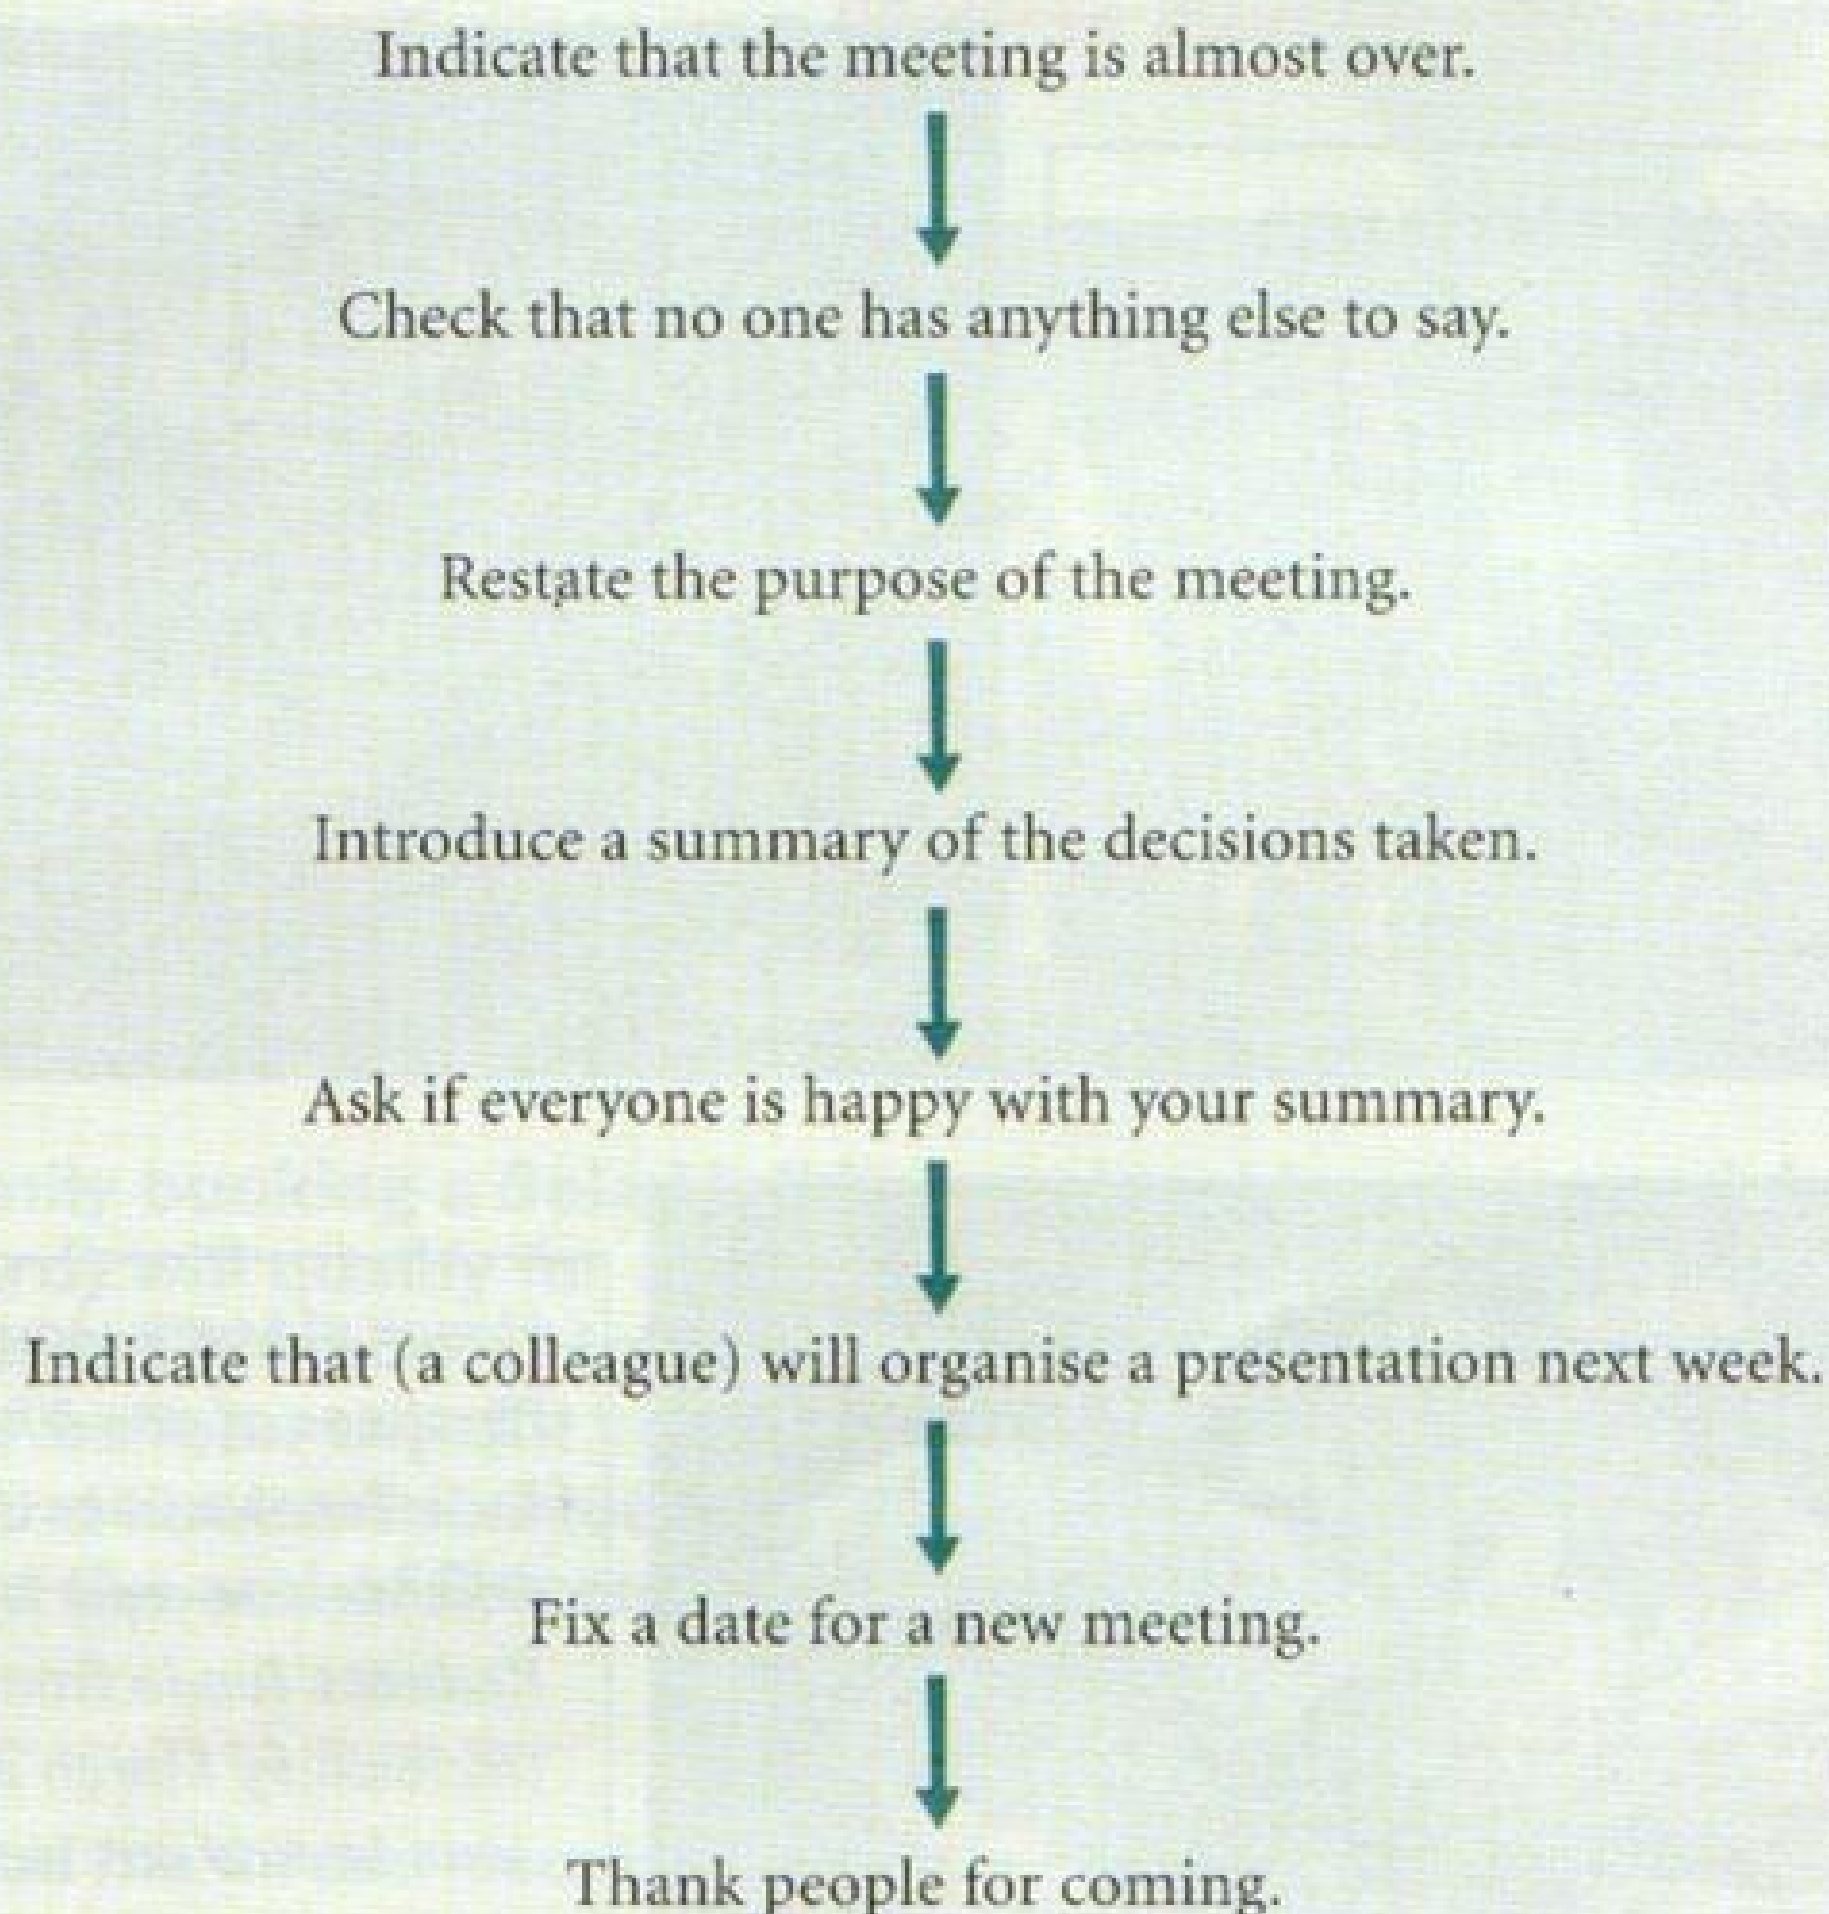 Indicate that the meeting is almost over.
Check that no one has anything else to say.
Restate the purpose of the meeting.
Introduce a summary of the decisions taken.
Ask if everyone is happy with your summary.
Indicate that (a colleague) will organise a presentation next week.
Fix a date for a new meeting.
Thank people for coming.